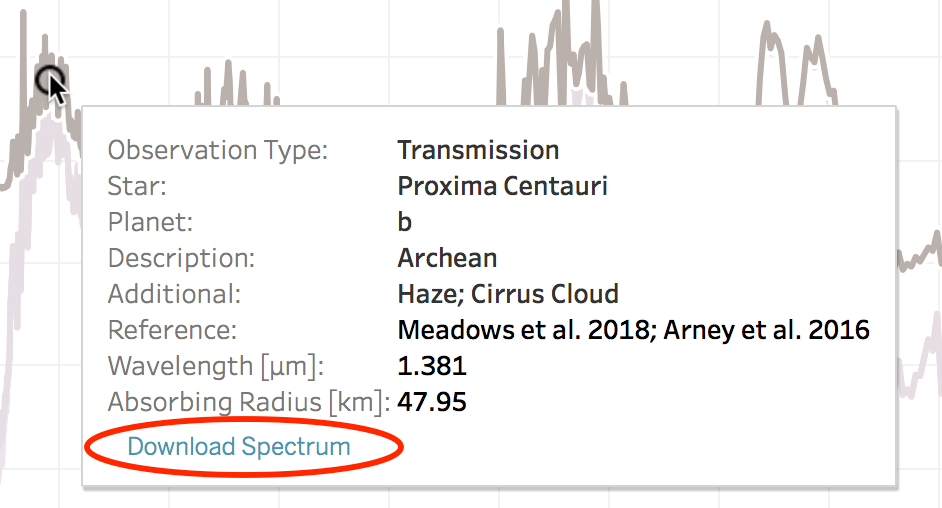 Observation Type: Transmission
Star: Proxima Centauri
Planet: b
Description: Archean
Additional: Haze; Cirrus Cloud
Reference: Meadows et al. 2018; Arney et al. 2016
Wavelength [µm]: 1.381
Absorbing Radius [km]: 47.95
Download Spectrum